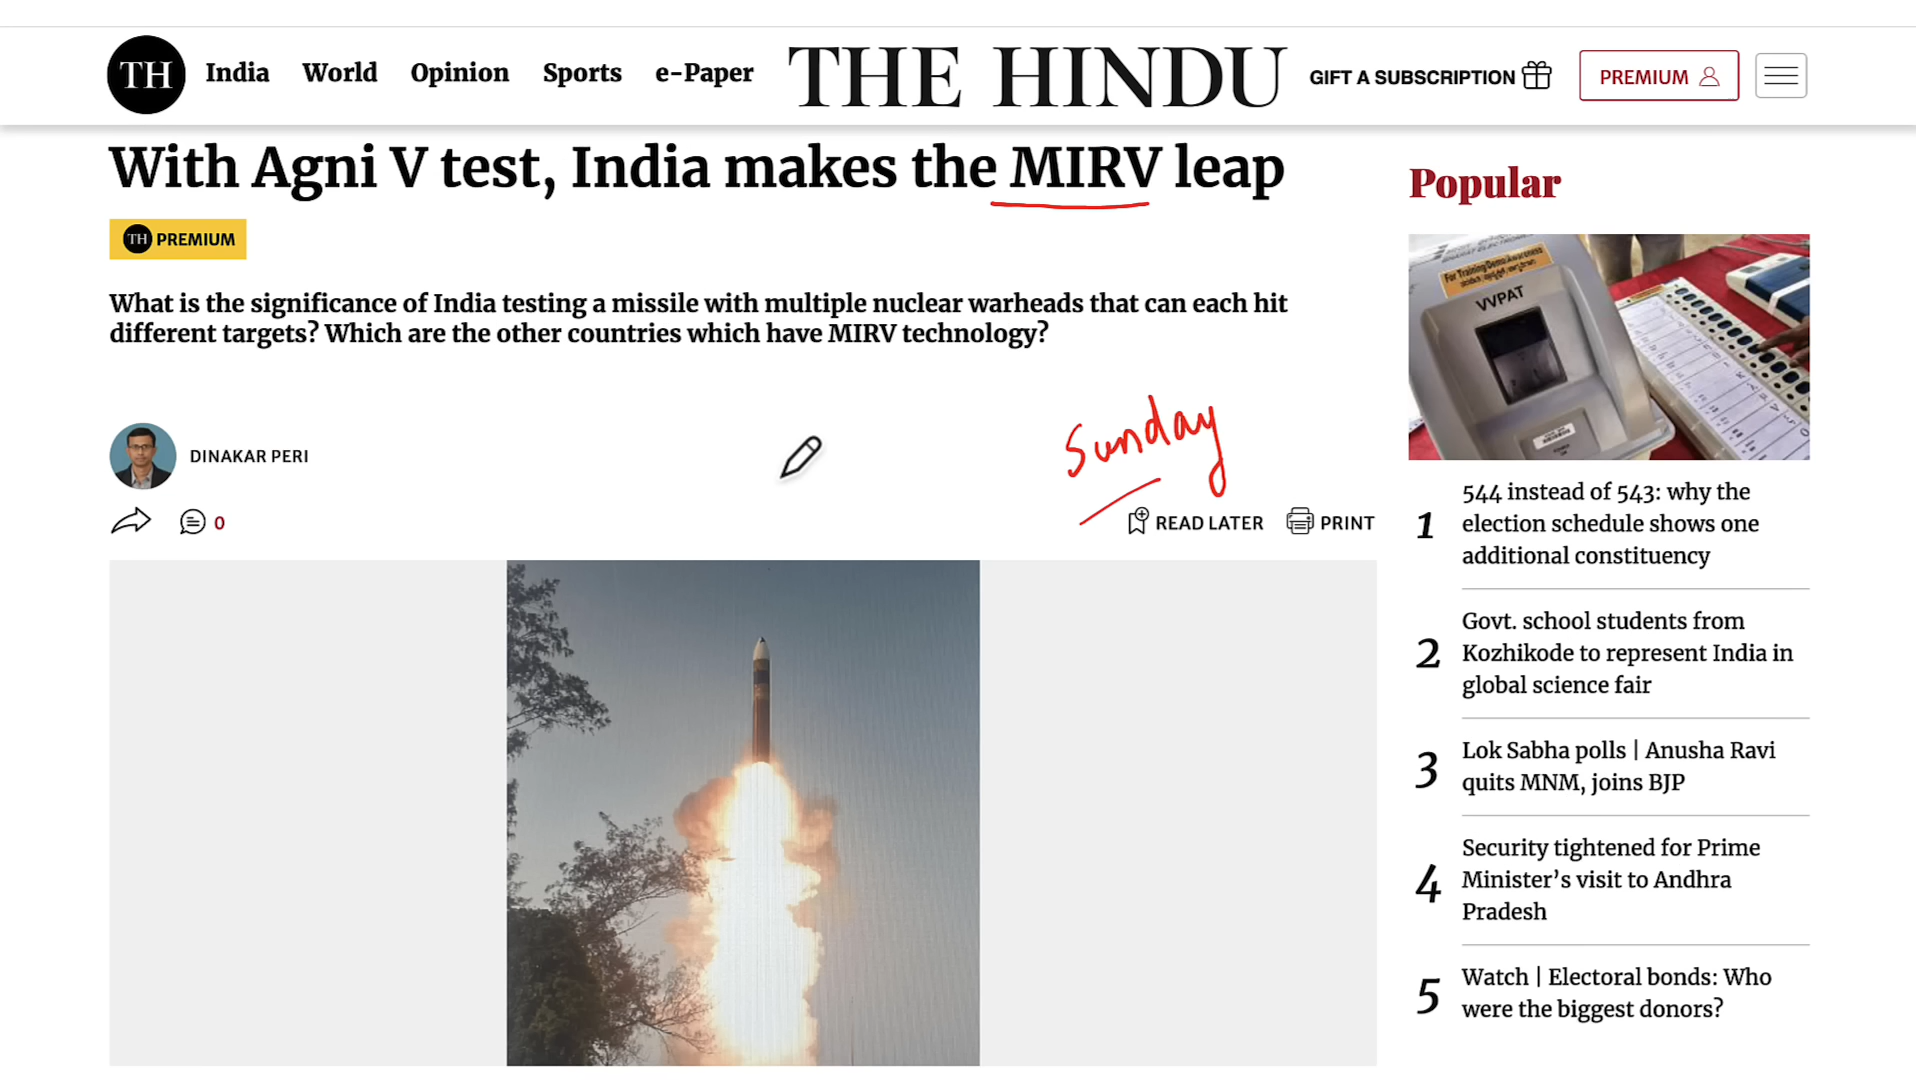 TH India World Opinion Sports e-Paper THE HINDU GIFT A SUBSCRIPTION PREMIUM
With Agni V test, India makes the MIRV leap
TH PREMIUM
What is the significance of India testing a missile with multiple nuclear warheads that can each hit
different targets? Which are the other countries which have MIRV technology?
Sunday
DINAKAR PERI
0
READ LATER PRINT
Popular
For Training/Demo/Awareness
VVPAT
1
544 instead of 543: why the
election schedule shows one
additional constituency
2
Govt. school students from
Kozhikode to represent India in
global science fair
3
Lok Sabha polls | Anusha Ravi
quits MNM, joins BJP
4
Security tightened for Prime
Minister’s visit to Andhra
Pradesh
5
Watch | Electoral bonds: Who
were the biggest donors?